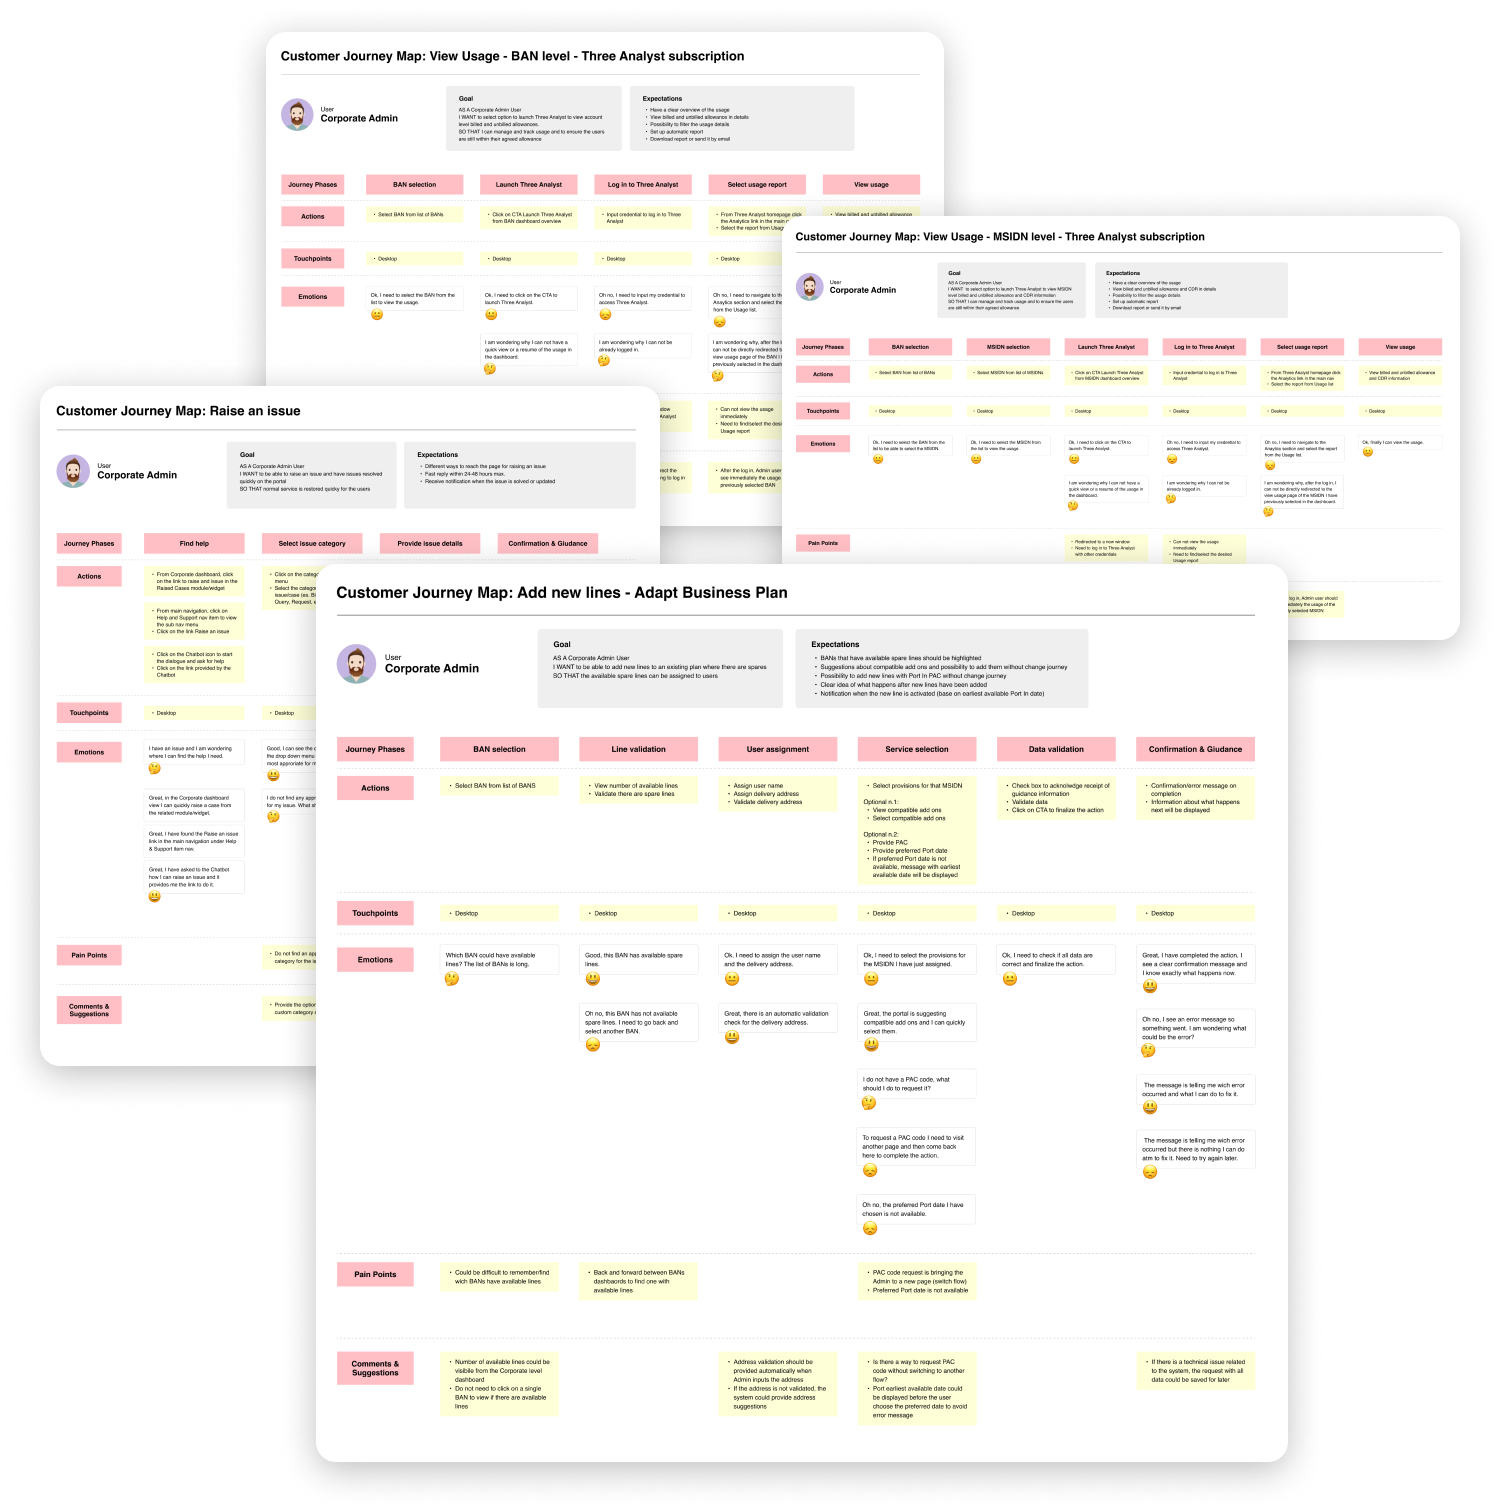 Customer Journey Map: View Usage - BAN level - Three Analyst subscription
User
Corporate Admin
Goal
AS A Corporate Admin User
I WANT to select option to launch Three Analyst to view account
level billed and unbilled allowances.
SO THAT I can manage and track usage and to ensure the users
are still within their agreed allowance
Expectations
• Have a clear overview of the usage
• View billed and unbilled allowance in details
• Possibility to filter the usage details
• Set up automatic report
• Download report or send it by email
Journey Phases
BAN selection
Launch Three Analyst
Log in to Three Analyst
Select usage report
View usage
Actions
• Select BAN from list of BANs
• Click on CTA Launch Three Analyst
from BAN dashboard overview
• Input credential to log in to Three
Analyst
• From Three Analyst homepage click
the Analytics link in the main
• Select the report from
• View billed and unbilled allowance
Touchpoints
• Desktop
• Desktop
• Desktop
• Desktop
Emotions
Ok, I need to select the BAN from the
list to view the usage.
Ok, I need to click on the CTA to
launch Three Analyst.
I am wondering why I can not have a
quick view or a resume of the usage in
the dashboard.
Oh no, I need to input my credential to
access Three Analyst.
I am wondering why I can not be
already logged in.
Oh no, I need to navigate to
Anaytics section and select the
from the Usage list.
I am wondering why, after the
can not be directly redirected to
view usage page of the BAN I
previously selected in the
Analyst
• Can not view the usage
immediately
• Need to find/select the
Usage report
to log in
• After the log in, Admin user
see immediately the usage
previously selected BAN
Customer Journey Map: View Usage - MSIDN level - Three Analyst subscription
User
Corporate Admin
Goal
AS A Corporate Admin User
I WANT to select option to launch Three Analyst to view MSIDN
level billed and unbilled allowance and CDR information
SO THAT I can manage and track usage and to ensure the users
are still within their agreed allowance
Expectations
• Have a clear overview of the usage
• View billed and unbilled allowance and CDR in details
• Possibility to filter the usage details
• Set up automatic report
• Download report or send it by email
Journey Phases
BAN selection
MSIDN selection
Launch Three Analyst
Log in to Three Analyst
Select usage report
View usage
Actions
• Select BAN from list of BANs
• Select MSIDN from list of MSIDNs
• Click on CTA Launch Three Analyst
from MSIDN dashboard overview
• Input credential to log in to Three
Analyst
• From Three Analyst homepage click
the Analytics link in the main nav
• Select the report from Usage list
• View billed and unbilled allowance
and CDR information
Touchpoints
• Desktop
• Desktop
• Desktop
• Desktop
• Desktop
• Desktop
Emotions
Ok, I need to select the BAN from the
list to be able to select the MSIDN.
Ok, I need to select the MSIDN from
the list to view the usage.
Ok, I need to click on the CTA to
launch Three Analyst.
I am wondering why I can not have a
quick view or a resume of the usage in
the dashboard.
Oh no, I need to input my credential to
access Three Analyst.
I am wondering why I can not be
already logged in.
Oh no, I need to navigate to the
Anaytics section and select the report
from the Usage list.
I am wondering why, after the log in, I
can not be directly redirected to the
view usage page of the MSIDN I have
previously selected in the dashboard.
Ok, finally I can view the usage.
Pain Points
• Redirected to a new window
• Need to log in to Three Analyst
with other credentials
• Can not view the usage
immediately
• Need to find/select the desired
Usage report
log in, Admin user should
the usage of the
selected MSIDN
Customer Journey Map: Raise an issue
User
Corporate Admin
Goal
AS A Corporate Admin User
I WANT to be able to raise an issue and have issues resolved
quickly on the portal
SO THAT normal service is restored quicky for the users
Expectations
• Different ways to reach the page for raising an issue
• Fast reply within 24-48 hours max.
• Receive notification when the issue is solved or updated
Journey Phases
Find help
Select issue category
Provide issue details
Confirmation & Giudance
Actions
• From Corporate dashboard, click
on the link to raise and issue in the
Raised Cases module/widget
• From main navigation, click on
Help and Support nav item to view
the sub nav menu
• Click on the link Raise an issue
• Click on the Chatbot icon to start
the dialogue and ask for help
• Click on the link provided by the
Chatbot
• Click on the
menu
• Select the
issue/case (es.
Query, Request,
Touchpoints
• Desktop
• Desktop
Emotions
I have an issue and I am wondering
where I can find the help I need.
Great, in the Corporate dashboard
view I can quickly raise a case from
the related module/widget.
Great, I have found the Raise an issue
link in the main navigation under Help
& Support item nav.
Great, I have asked to the Chatbot
how I can raise an issue and it
provides me the link to do it.
Good, I can see the
the drop down menu
most approriate for
I do not find any
for my issue. What
Pain Points
• Do not find an
category for the
Comments &
Suggestions
• Provide the
custom category
Customer Journey Map: Add new lines - Adapt Business Plan
User
Corporate Admin
Goal
AS A Corporate Admin User
I WANT to be able to add new lines to an existing plan where there are spares
SO THAT the available spare lines can be assigned to users
Expectations
• BANs that have available spare lines should be highlighted
• Suggestions about compatible add ons and possibility to add them without change journey
• Possibility to add new lines with Port In PAC without change journey
• Clear idea of what happens after new lines have been added
• Notification when the new line is activated (base on earliest available Port In date)
Journey Phases
BAN selection
Line validation
User assignment
Service selection
Data validation
Confirmation & Giudance
Actions
• Select BAN from list of BANS
• View number of available lines
• Validate there are spare lines
• Assign user name
• Assign delivery address
• Validate delivery address
• Select provisions for that MSIDN
Optional n.1:
• View compatible add ons
• Select compatible add ons
Optional n.2:
• Provide PAC
• Provide preferred Port date
• If preferred Port date is not
available, message with earliest
available date will be displayed
• Check box to acknolwdge receipt of
guidance information
• Validate data
• Click on CTA to finalize the action
• Confirmation/error message on
completion
• Information about what happens
next will be displayed
Touchpoints
• Desktop
• Desktop
• Desktop
• Desktop
• Desktop
• Desktop
Emotions
Which BAN could have available
lines? The list of BANs is long.
Good, this BAN has available spare
lines.
Oh no, this BAN has not available
spare lines. I need to go back and
select another BAN.
Ok, I need to assign the user name
and the delivery address.
Great, there is an automatic validation
check for the delivery address.
Ok, I need to select the provisions for
the MSIDN I have just assigned.
Great, the portal is suggesting
compatible add ons and I can quickly
select them.
I do not have a PAC code, what
should I do to request it?
To request a PAC code I need to visit
another page and then come back
here to complete the action.
Oh no, the preferred Port date I have
chosen is not available.
Ok, I need to check if all data are
correct and finalize the action.
Great, I have completed the action. I
see a clear confirmation message and
I know exactly what happens now.
Oh no, I see an error message so
something went. I am wondering what
could be the error?
The message is telling me wich error
occurred and what I can do to fix it.
The message is telling me wich error
occurred but there is nothing I can do
atm to fix it. Need to try again later.
Pain Points
• Could be difficult to remember/find
wich BANs have available lines
• Back and forward between BANs
dashbaords to find one with
available lines
• PAC code request is bringing the
Admin to a new page (switch flow)
• Preferred Port date is not available
Comments &
Suggestions
• Number of available lines could be
visibile from the Corporate level
dashboard
• Do not need to click on a single
BAN to view if there are available
lines
• Address validation should be
provided automatically when
Admin inputs the address
• If the address is not validated, the
system could provide address
suggestions
• Is there a way to request PAC
code without switching to another
flow?
• Port earliest available date could
be displayed before the user
choose the preferred date to avoid
error message
• If there is a technical issue related
to the system, the request with all
data could be saved for later